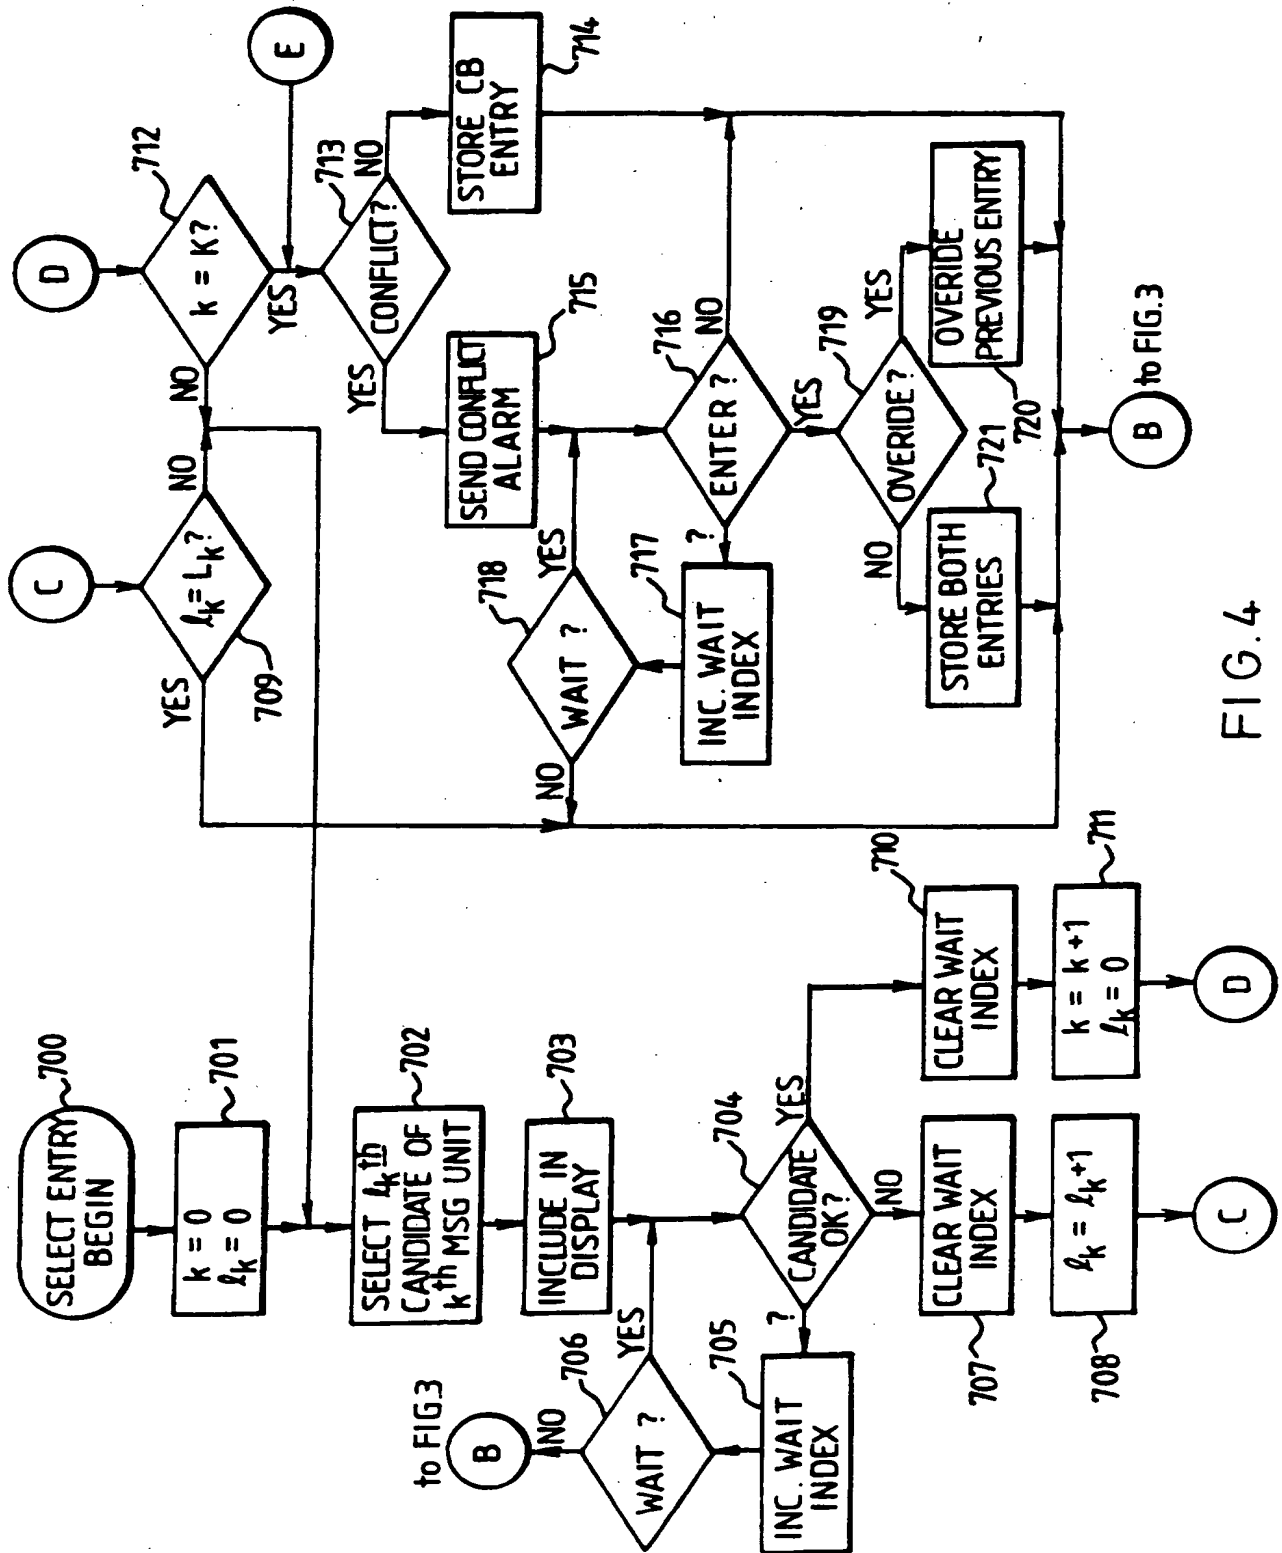 700
SELECT ENTRY
BEGIN
701
k = 0
ℓk = 0
702
SELECT ℓk th
CANDIDATE OF
kth MSG UNIT
703
INCLUDE IN
DISPLAY
704
CANDIDATE
OK?
YES
NO
?
705
INC. WAIT
INDEX
706
WAIT ?
YES
NO
B
to FIG.3
707
CLEAR WAIT
INDEX
708
ℓk = ℓk+1
C
710
CLEAR WAIT
INDEX
711
k = k+1
ℓk = 0
D
C
ℓk = Lk?
709
YES
NO
D
712
k = K?
NO
YES
E
713
CONFLICT?
YES
NO
714
STORE CB
ENTRY
715
SEND CONFLICT
ALARM
716
ENTER ?
NO
YES
?
717
INC. WAIT
INDEX
718
WAIT ?
YES
NO
719
OVERIDE?
YES
NO
720
OVERIDE
PREVIOUS ENTRY
721
STORE BOTH
ENTRIES
B
to FIG.3
FIG.4